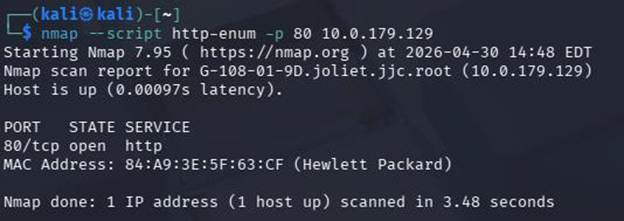 ┌──(kali㉿kali)-[~]
└─$ nmap --script http-enum -p 80 10.0.179.129
Starting Nmap 7.95 ( https://nmap.org ) at 2026-04-30 14:48 EDT
Nmap scan report for G-108-01-9D.joliet.jjc.root (10.0.179.129)
Host is up (0.00097s latency).
PORT   STATE SERVICE
80/tcp open  http
MAC Address: 84:A9:3E:5F:63:CF (Hewlett Packard)
Nmap done: 1 IP address (1 host up) scanned in 3.48 seconds